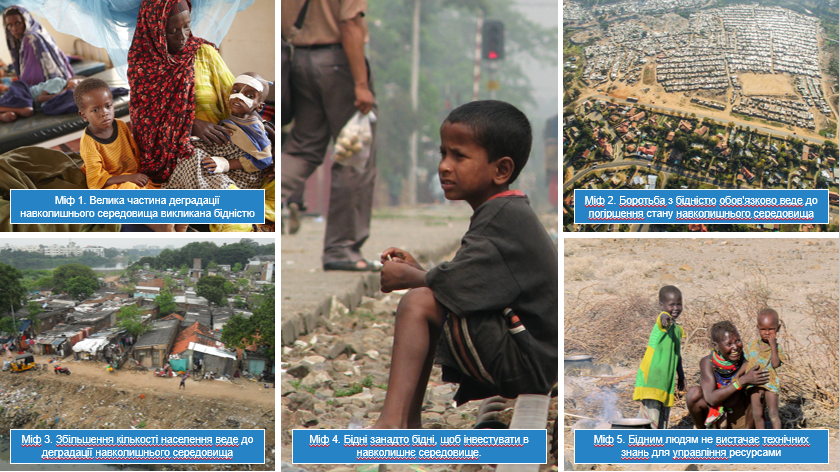 Міф 1. Велика частина деградації
навколишнього середовища викликана бідністю
Міф 2. Боротьба з бідністю обов'язково веде до
погіршення стану навколишнього середовища
Міф 3. Збільшення кількості населення веде до
деградації навколишнього середовища
Міф 4. Бідні занадто бідні, щоб інвестувати в
навколишнє середовище.
Міф 5. Бідним людям не вистачає технічних
знань для управління ресурсами